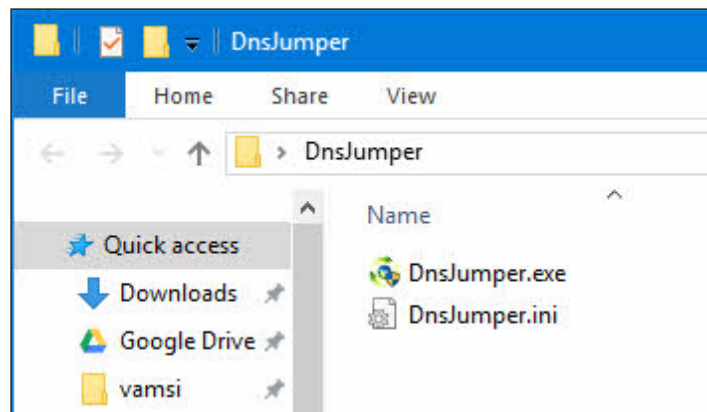 DnsJumper
File Home Share View
DnsJumper
Name
Quick access
DnsJumper.exe
Downloads
DnsJumper.ini
Google Drive
vamsi